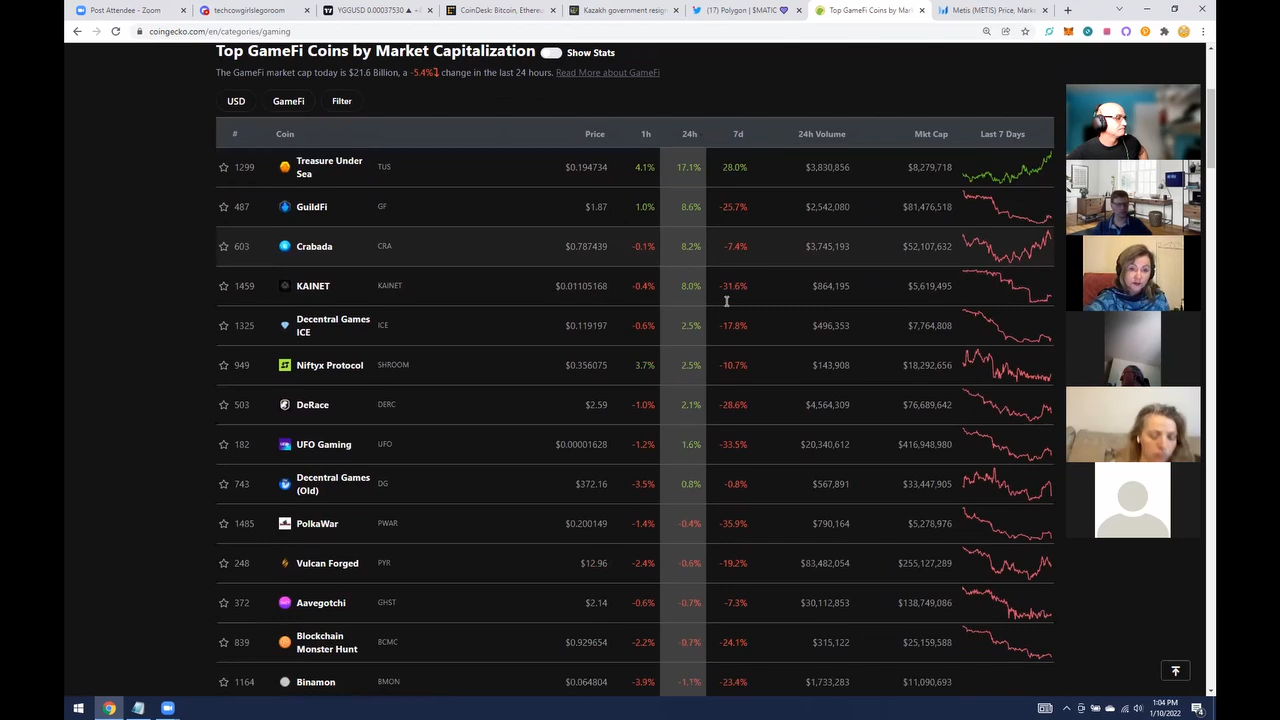 Post Attendee - Zoom
techcowgirlslegoroom
YGGUSD 0.00037530 ▲ +0
CoinDesk: Bitcoin, Ethereu
Kazakh government resign
(17) Polygon | $MATIC 💜
Top GameFi Coins by Marke
Metis (METIS) Price, Marke
coingecko.com/en/categories/gaming
Top GameFi Coins by Market Capitalization
Show Stats
The GameFi market cap today is $21.6 Billion, a -5.4% change in the last 24 hours. Read More about GameFi
USD GameFi Filter
# Coin Price 1h 24h 7d 24h Volume Mkt Cap Last 7 Days
1299 Treasure Under Sea TUS $0.194734 4.1% 17.1% 28.0% $3,830,856 $8,279,718
487 GuildFi GF $1.87 1.0% 8.6% -25.7% $2,542,080 $81,476,518
603 Crabada CRA $0.787439 -0.1% 8.2% -7.4% $3,745,193 $52,107,632
1459 KAINET KAINET $0.01105168 -0.4% 8.0% -31.6% $864,195 $5,619,495
1325 Decentral Games ICE ICE $0.119197 -0.6% 2.5% -17.8% $496,353 $7,764,808
949 Niftyx Protocol SHROOM $0.356075 3.7% 2.5% -10.7% $143,908 $18,292,656
503 DeRace DERC $2.59 -1.0% 2.1% -28.6% $4,564,309 $76,689,642
182 UFO Gaming UFO $0.00001628 -1.2% 1.6% -33.5% $20,340,612 $416,948,980
743 Decentral Games (Old) DG $372.16 -3.5% 0.8% -0.8% $567,891 $33,447,905
1485 PolkaWar PWAR $0.200149 -1.4% -0.4% -35.9% $790,164 $5,278,976
248 Vulcan Forged PYR $12.96 -2.4% -0.6% -19.2% $83,482,054 $255,127,289
372 Aavegotchi GHST $2.14 -0.6% -0.7% -7.3% $30,112,853 $138,749,086
839 Blockchain Monster Hunt BCMC $0.929654 -2.2% -0.7% -24.1% $315,122 $25,159,588
1164 Binamon BMON $0.064804 -3.9% -1.1% -23.4% $1,733,283 $11,090,693
1:04 PM
1/10/2022